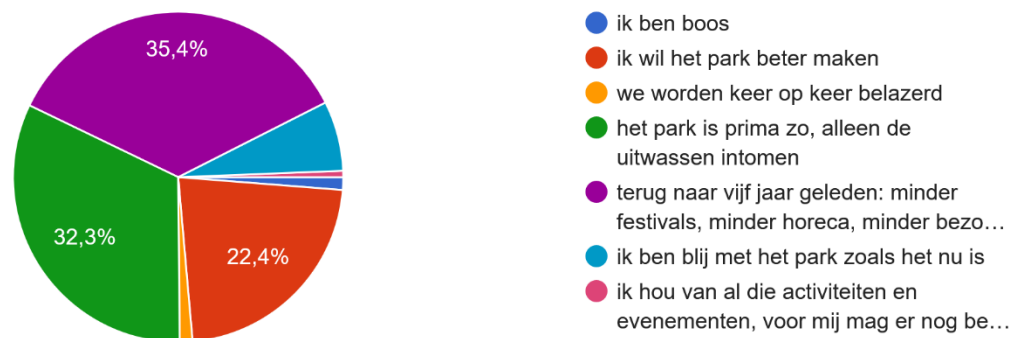 35,4%
32,3%
22,4%
ik ben boos
ik wil het park beter maken
we worden keer op keer belazerd
het park is prima zo, alleen de
uitwassen intomen
terug naar vijf jaar geleden: minder
festivals, minder horeca, minder bezo…
ik ben blij met het park zoals het nu is
ik hou van al die activiteiten en
evenementen, voor mij mag er nog be…